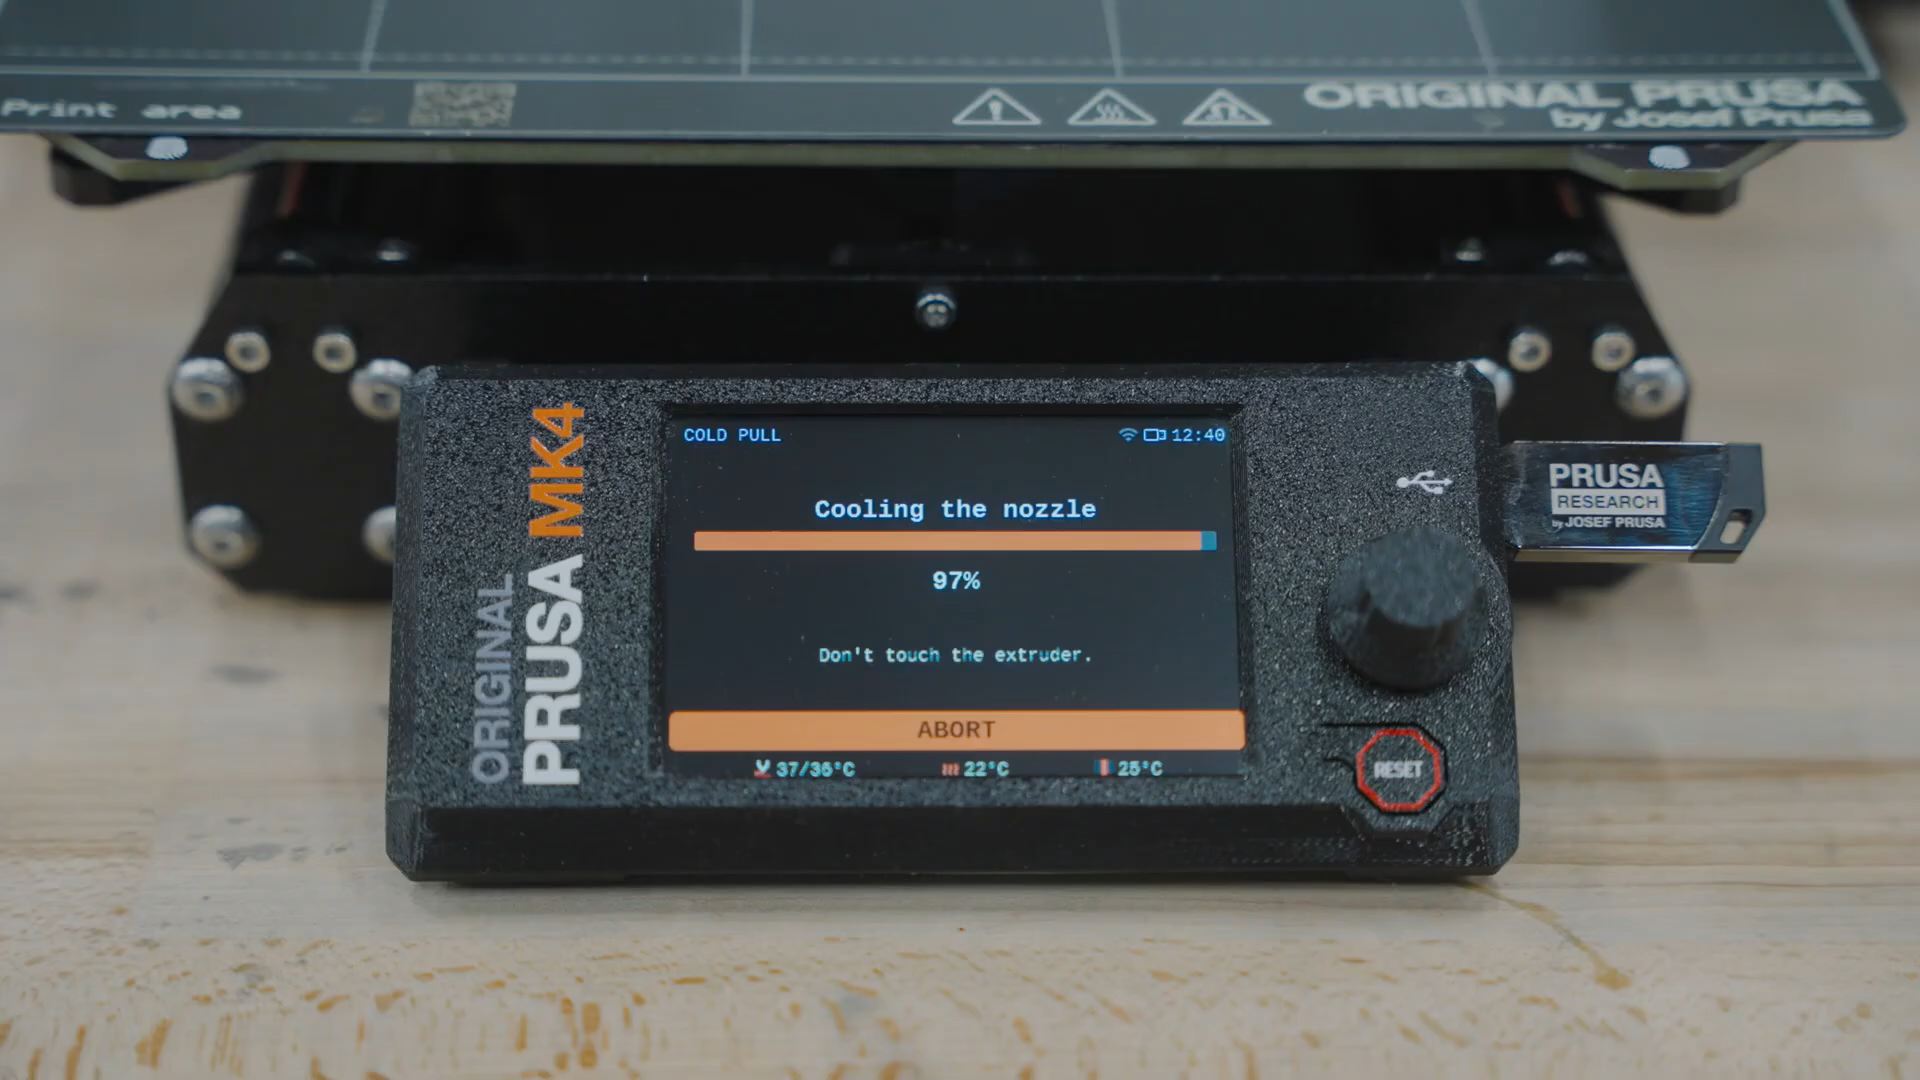 Print area
ORIGINAL PRUSA
by Josef Prusa
ORIGINAL
PRUSA MK4
COLD PULL
12:40
Cooling the nozzle
97%
Don't touch the extruder.
ABORT
37/36°C 22°C 25°C
PRUSA
RESEARCH
by JOSEF PRUSA
RESET